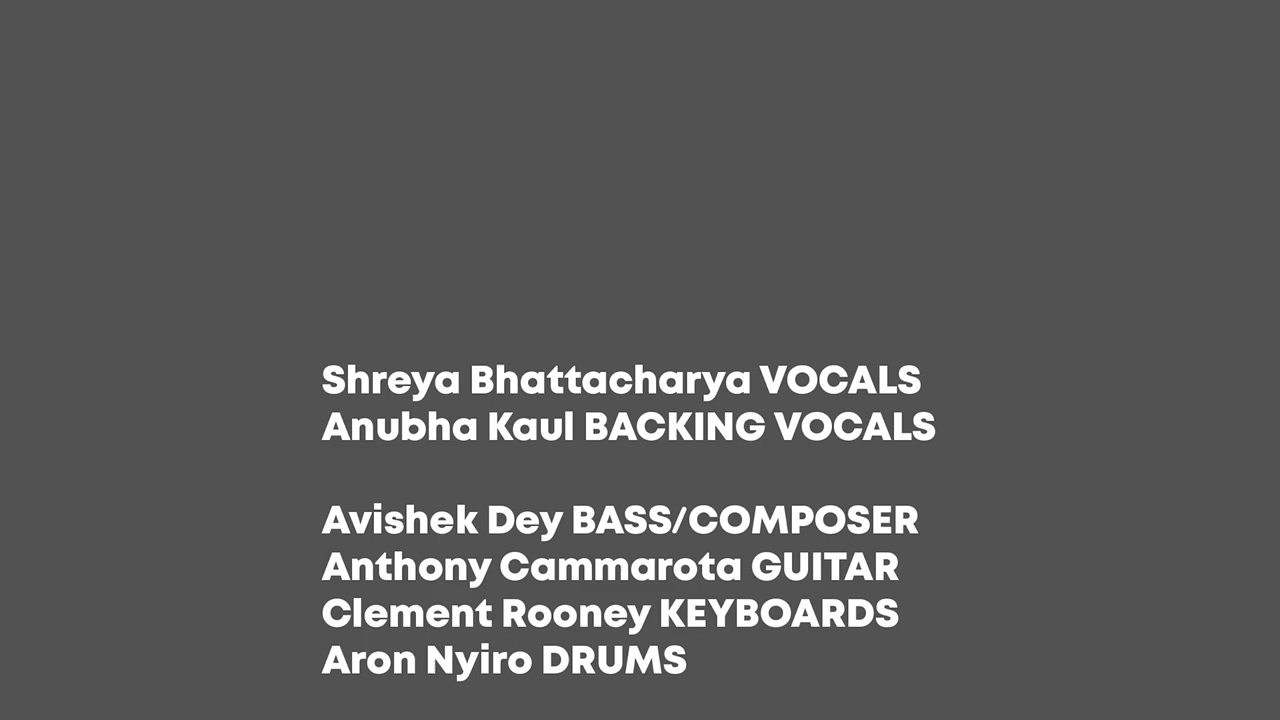 Shreya Bhattacharya VOCALS
Anubha Kaul BACKING VOCALS
Avishek Dey BASS/COMPOSER
Anthony Cammarota GUITAR
Clement Rooney KEYBOARDS
Aron Nyiro DRUMS